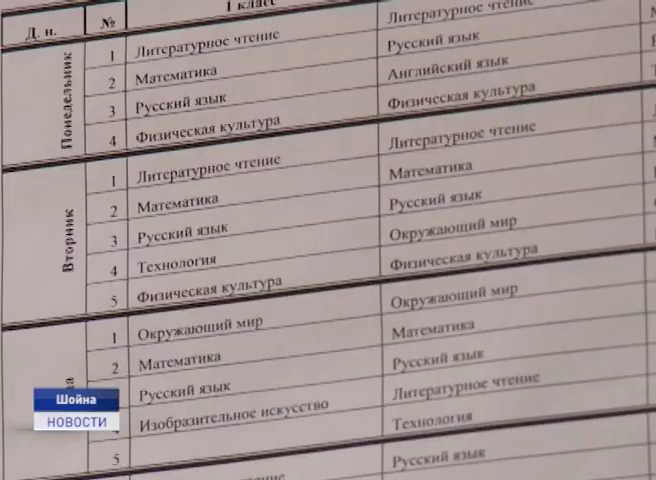 Д. н. № 1 класс
Литературное чтение
Понедельник
1 Литературное чтение Русский язык
2 Математика Английский язык
3 Русский язык Физическая культура
4 Физическая культура
Вторник
1 Литературное чтение Литературное чтение
2 Математика Математика
3 Русский язык Русский язык
4 Технология Окружающий мир
5 Физическая культура Физическая культура
1 Окружающий мир Окружающий мир
2 Математика Математика
Русский язык Русский язык
Изобразительное искусство Литературное чтение
5 Технология
Русский язык
Шойна
НОВОСТИ